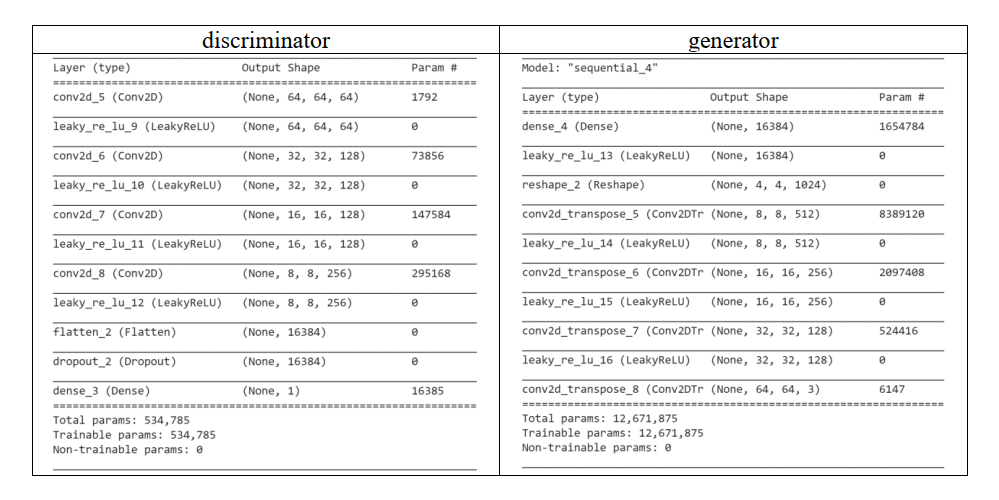 discriminator
Layer (type) Output Shape Param #
conv2d_5 (Conv2D) (None, 64, 64, 64) 1792
leaky_re_lu_9 (LeakyReLU) (None, 64, 64, 64) 0
conv2d_6 (Conv2D) (None, 32, 32, 128) 73856
leaky_re_lu_10 (LeakyReLU) (None, 32, 32, 128) 0
conv2d_7 (Conv2D) (None, 16, 16, 128) 147584
leaky_re_lu_11 (LeakyReLU) (None, 16, 16, 128) 0
conv2d_8 (Conv2D) (None, 8, 8, 256) 295168
leaky_re_lu_12 (LeakyReLU) (None, 8, 8, 256) 0
flatten_2 (Flatten) (None, 16384) 0
dropout_2 (Dropout) (None, 16384) 0
dense_3 (Dense) (None, 1) 16385
Total params: 534,785
Trainable params: 534,785
Non-trainable params: 0
generator
Model: "sequential_4"
Layer (type) Output Shape Param #
dense_4 (Dense) (None, 16384) 1654784
leaky_re_lu_13 (LeakyReLU) (None, 16384) 0
reshape_2 (Reshape) (None, 4, 4, 1024) 0
conv2d_transpose_5 (Conv2DTr (None, 8, 8, 512) 8389120
leaky_re_lu_14 (LeakyReLU) (None, 8, 8, 512) 0
conv2d_transpose_6 (Conv2DTr (None, 16, 16, 256) 2097408
leaky_re_lu_15 (LeakyReLU) (None, 16, 16, 256) 0
conv2d_transpose_7 (Conv2DTr (None, 32, 32, 128) 524416
leaky_re_lu_16 (LeakyReLU) (None, 32, 32, 128) 0
conv2d_transpose_8 (Conv2DTr (None, 64, 64, 3) 6147
Total params: 12,671,875
Trainable params: 12,671,875
Non-trainable params: 0